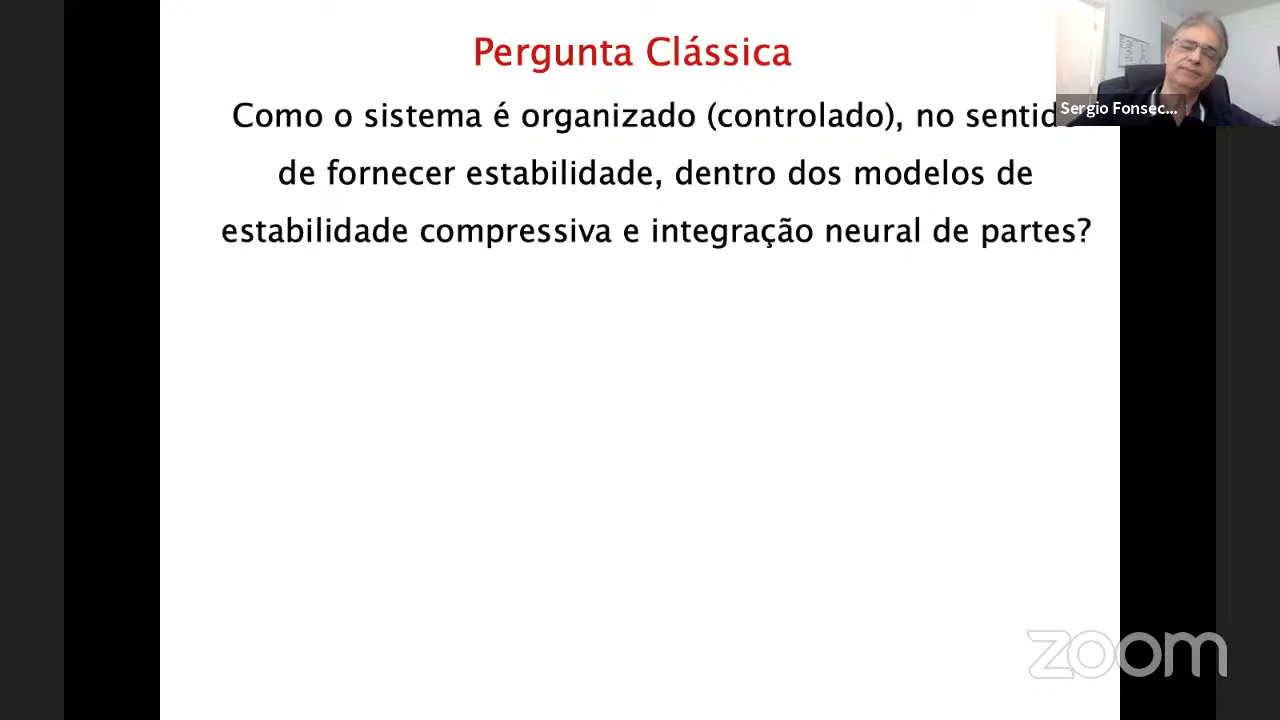 Pergunta Clássica
Como o sistema é organizado (controlado), no sentid
de fornecer estabilidade, dentro dos modelos de
estabilidade compressiva e integração neural de partes?
Sergio Fonsec...
zoom